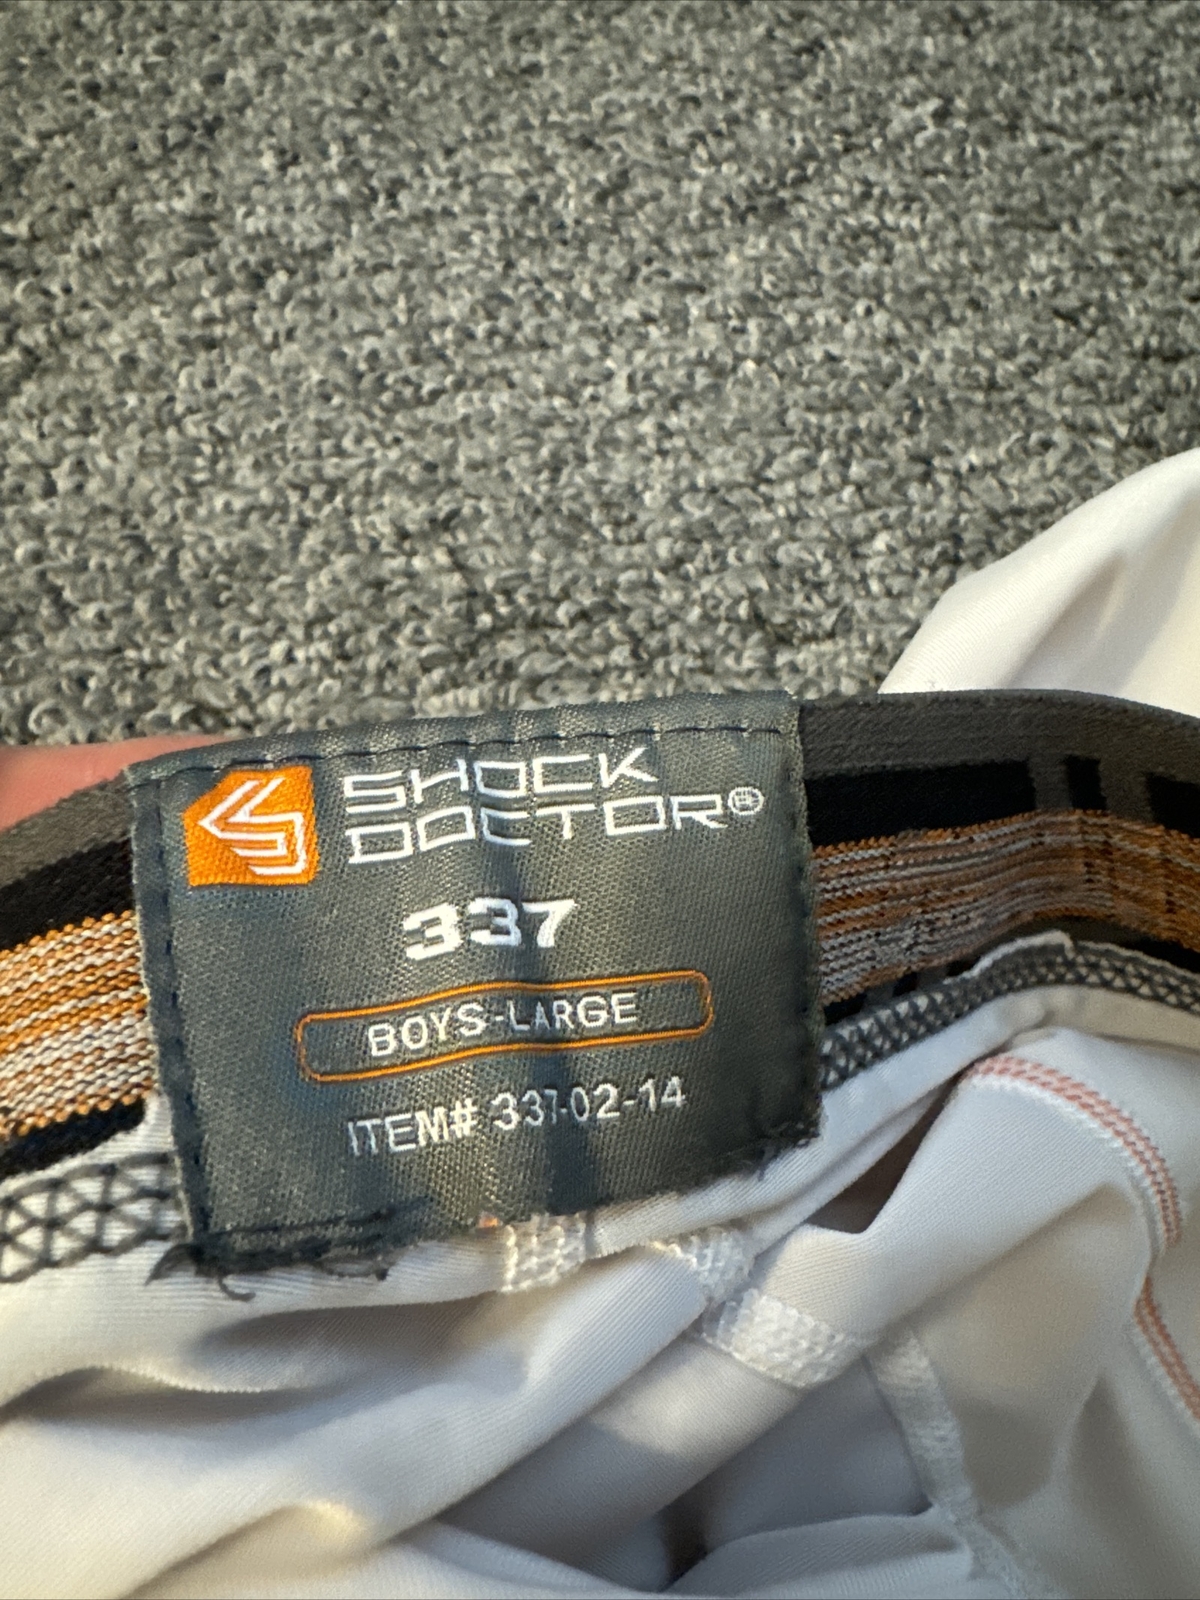 SHOCK
DOCTOR®
337
BOYS-LARGE
ITEM# 337-02-14